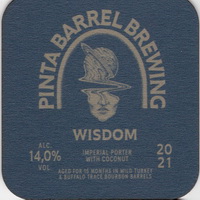 PINTA BARREL BREWING
WISDOM
ALC.
14,0%
VOL.
IMPERIAL PORTER
WITH COCONUT
20
21
AGED FOR 16 MONTHS IN WILD TURKEY
& BUFFALO TRACE BOURBON BARRELS